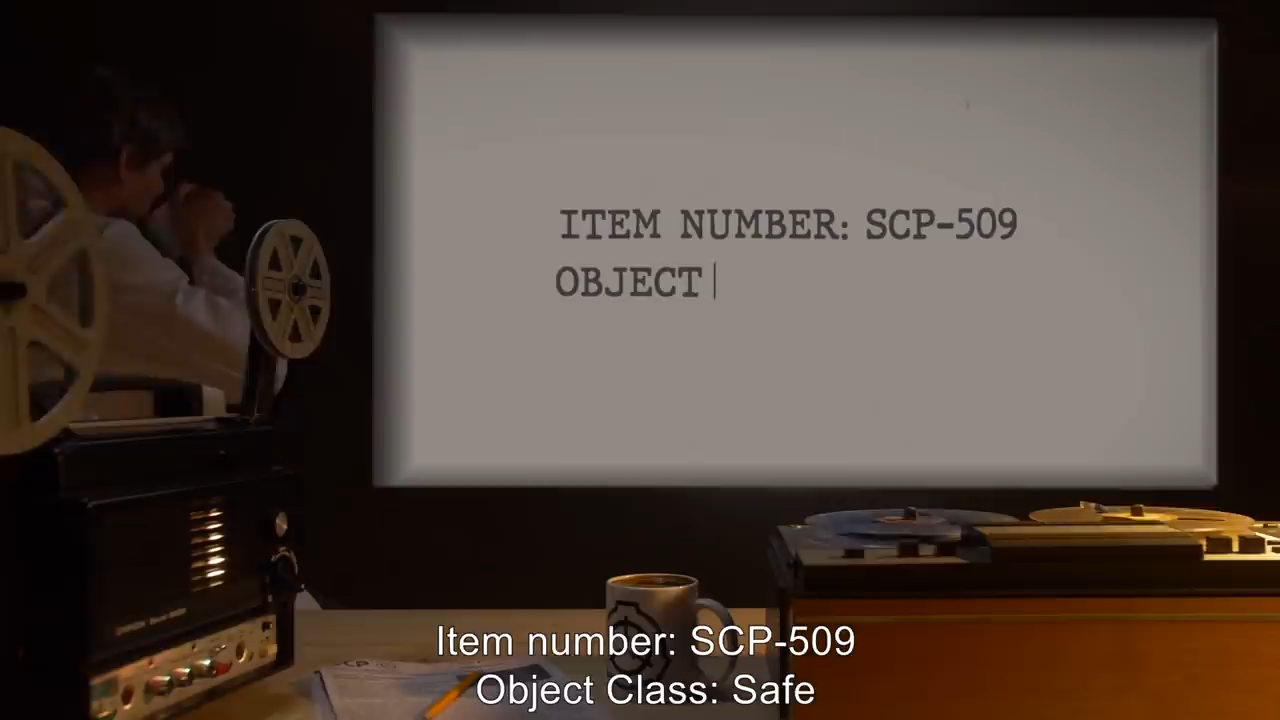 ITEM NUMBER: SCP-509
OBJECT
Item number: SCP-509
Object Class: Safe